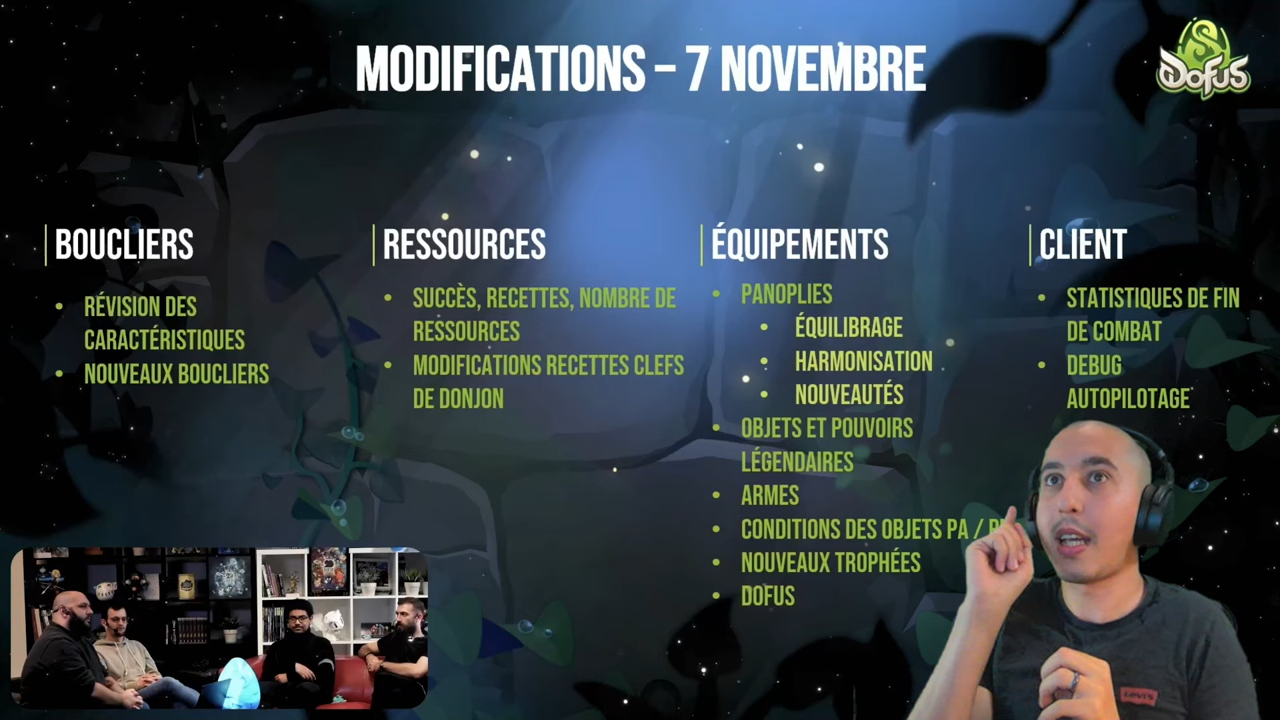 MODIFICATIONS – 7 NOVEMBRE
DOFUS
BOUCLIERS
• RÉVISION DES
CARACTÉRISTIQUES
• NOUVEAUX BOUCLIERS
RESSOURCES
• SUCCÈS, RECETTES, NOMBRE DE
RESSOURCES
• MODIFICATIONS RECETTES CLEFS
DE DONJON
ÉQUIPEMENTS
• PANOPLIES
• ÉQUILIBRAGE
• HARMONISATION
• NOUVEAUTÉS
• OBJETS ET POUVOIRS
LÉGENDAIRES
• ARMES
• CONDITIONS DES OBJETS PA /
• NOUVEAUX TROPHÉES
• DOFUS
CLIENT
• STATISTIQUES DE FIN
DE COMBAT
• DEBUG
AUTOPILOTAGE
Levi's